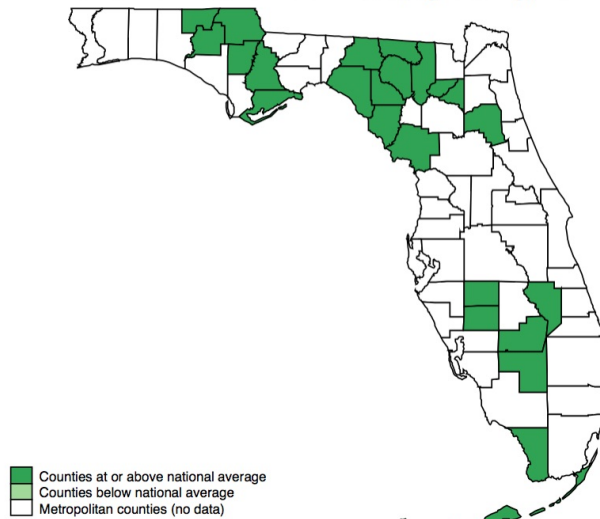 Counties at or above national average
Counties below national average
Metropolitan counties (no data)